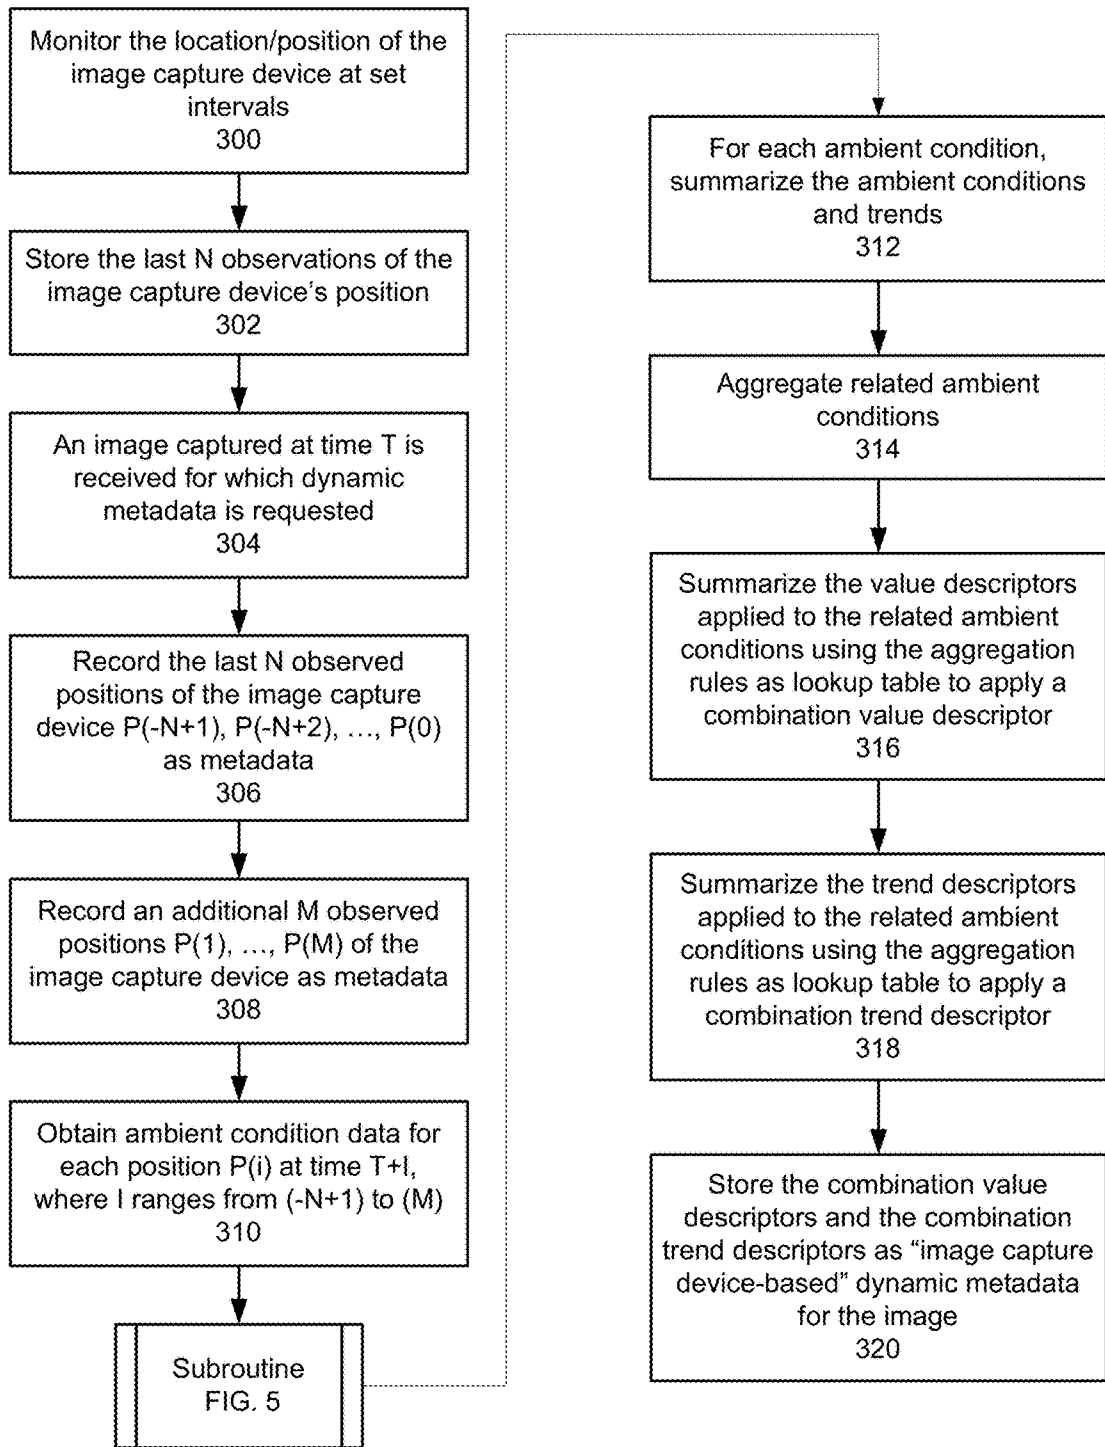 Monitor the location/position of the
image capture device at set
intervals
300
Store the last N observations of the
image capture device's position
302
An image captured at time T is
received for which dynamic
metadata is requested
304
Record the last N observed
positions of the image capture
device P(-N+1), P(-N+2), ..., P(0)
as metadata
306
Record an additional M observed
positions P(1), ..., P(M) of the
image capture device as metadata
308
Obtain ambient condition data for
each position P(i) at time T+I,
where I ranges from (-N+1) to (M)
310
Subroutine
FIG. 5
For each ambient condition,
summarize the ambient conditions
and trends
312
Aggregate related ambient
conditions
314
Summarize the value descriptors
applied to the related ambient
conditions using the aggregation
rules as lookup table to apply a
combination value descriptor
316
Summarize the trend descriptors
applied to the related ambient
conditions using the aggregation
rules as lookup table to apply a
combination trend descriptor
318
Store the combination value
descriptors and the combination
trend descriptors as “image capture
device-based” dynamic metadata
for the image
320